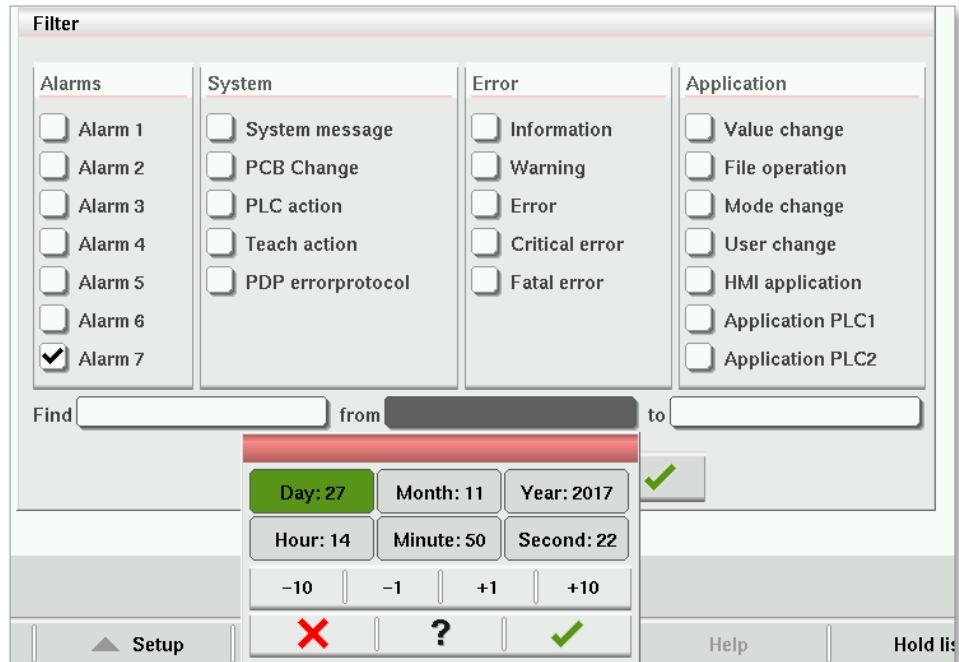 Filter
Alarms
Alarm 1
Alarm 2
Alarm 3
Alarm 4
Alarm 5
Alarm 6
Alarm 7
System
System message
PCB Change
PLC action
Teach action
PDP errorprotocol
Error
Information
Warning
Error
Critical error
Fatal error
Application
Value change
File operation
Mode change
User change
HMI application
Application PLC1
Application PLC2
Find from to
Day: 27 Month: 11 Year: 2017
Hour: 14 Minute: 50 Second: 22
-10 -1 +1 +10
?
Setup Help Hold